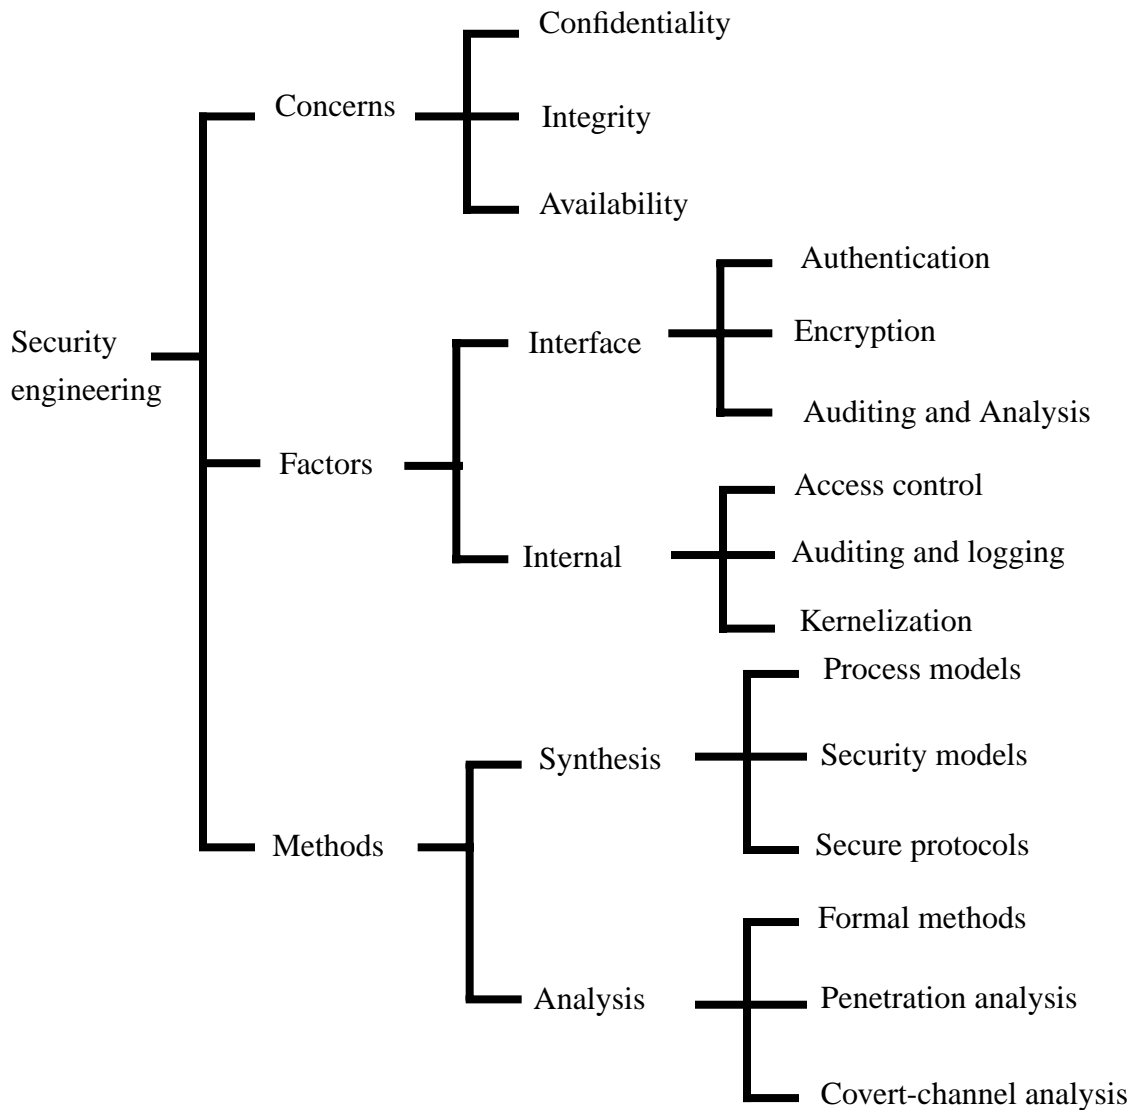 Security
engineering
Concerns
Confidentiality
Integrity
Availability
Factors
Interface
Authentication
Encryption
Auditing and Analysis
Internal
Access control
Auditing and logging
Kernelization
Methods
Synthesis
Process models
Security models
Secure protocols
Analysis
Formal methods
Penetration analysis
Covert-channel analysis